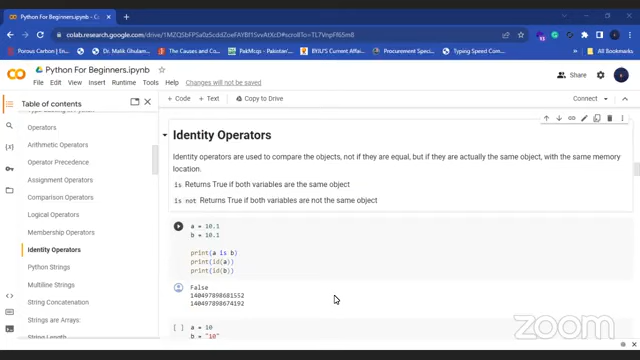 Python For Beginners.ipynb - Co
colab.research.google.com/drive/1MZQSfbYlqPyc0SzddZoeFAYBf15vvAtXcD#scrollTo=TL7VnpFf65m8
Porous Carbon | Eng
Dr. Malik Ghulam...
The Causes and Co
PakMcqs | Pakistan...
BYJU'S Current Affa
Procurement Speci...
Typing Speed Com...
All Bookmarks
Python For Beginners.ipynb
File Edit View Insert Runtime Tools Help Changes will not be saved
Share
Table of contents
+ Code + Text Copy to Drive
Connect
Operators
Arithmetic Operators
Operator Precedence
Assignment Operators
Comparison Operators
Logical Operators
Membership Operators
Identity Operators
Python Strings
Multiline Strings
String Concatenation
Strings are Arrays:
String Length
Identity Operators
Identity operators are used to compare the objects, not if they are equal, but if they are actually the same object, with the same memory
location.
is Returns True if both variables are the same object
is not Returns True if both variables are not the same object
a = 10.1
b = 10.1
print(a is b)
print(id(a))
print(id(b))
False
140497898681552
140497898674192
[ ] a = 10
b = "10"
zoom